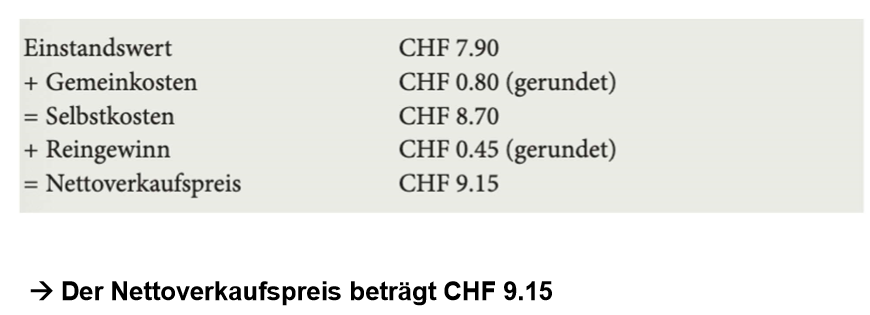 Einstandswert CHF 7.90
+ Gemeinkosten CHF 0.80 (gerundet)
= Selbstkosten CHF 8.70
+ Reingewinn CHF 0.45 (gerundet)
= Nettoverkaufspreis CHF 9.15
→ Der Nettoverkaufspreis beträgt CHF 9.15